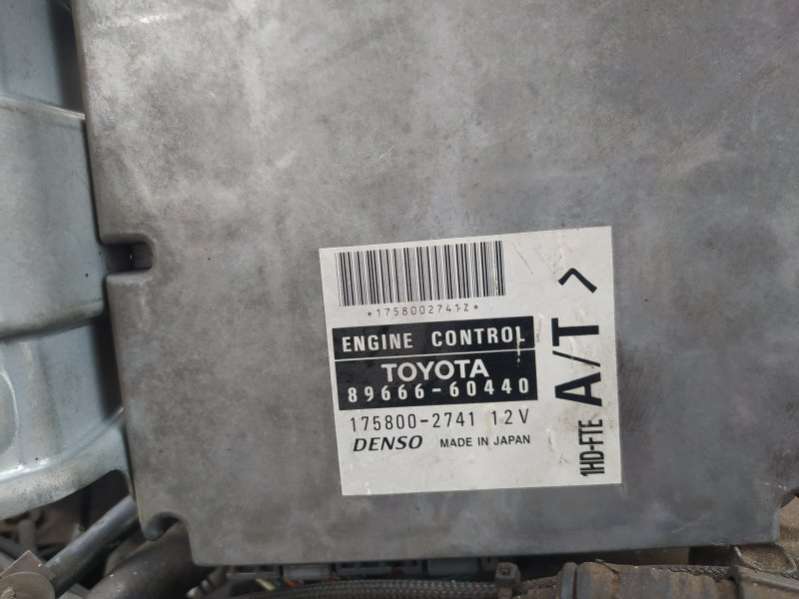 *1758002741Z*
ENGINE CONTROL
TOYOTA
89666-60440
175800-2741 12V
DENSO MADE IN JAPAN
1HD-FTE A/T >